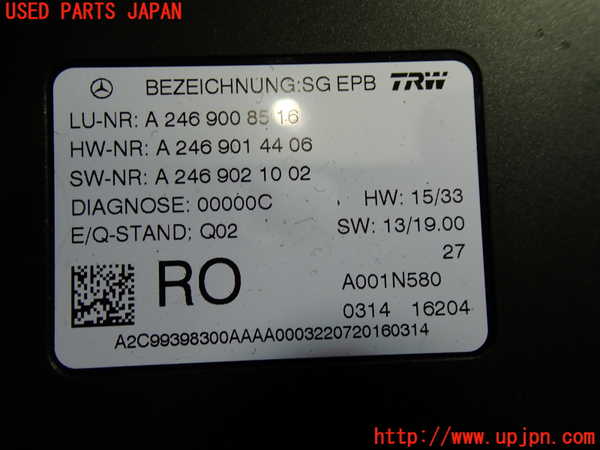 USED PARTS JAPAN
BEZEICHNUNG:SG EPB TRW
LU-NR: A 246 900 85 16
HW-NR: A 246 901 44 06
SW-NR: A 246 902 10 02
DIAGNOSE: 00000C HW: 15/33
E/Q-STAND; Q02 SW: 13/19.00
27
RO A001N580
0314 16204
A2C99398300AAAA0003220720160314
http://www.upjpn.com/